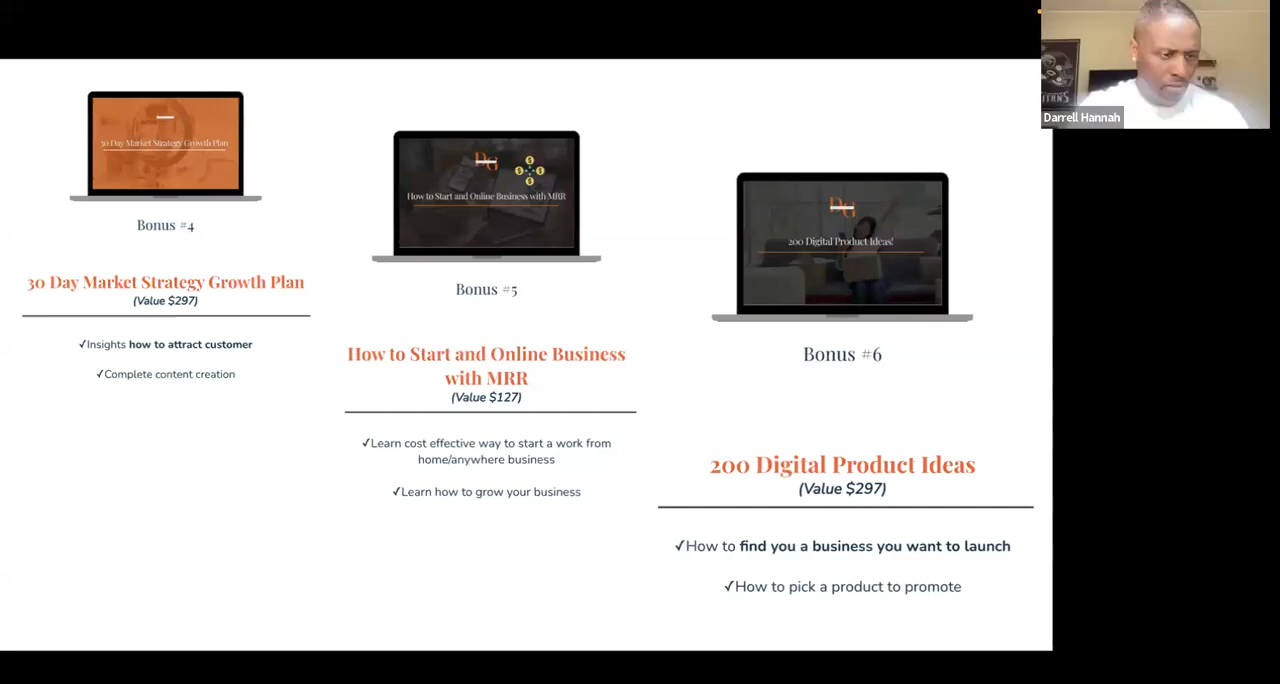 30 Day Market Strategy Growth Plan
Bonus #4
30 Day Market Strategy Growth Plan
(Value $297)
✓Insights how to attract customer
✓Complete content creation
DG
How to Start and Online Business with MRR
Bonus #5
How to Start and Online Business
with MRR
(Value $127)
✓Learn cost effective way to start a work from
home/anywhere business
✓Learn how to grow your business
DG
200 Digital Product Ideas!
Bonus #6
200 Digital Product Ideas
(Value $297)
✓How to find you a business you want to launch
✓How to pick a product to promote
Darrell Hannah